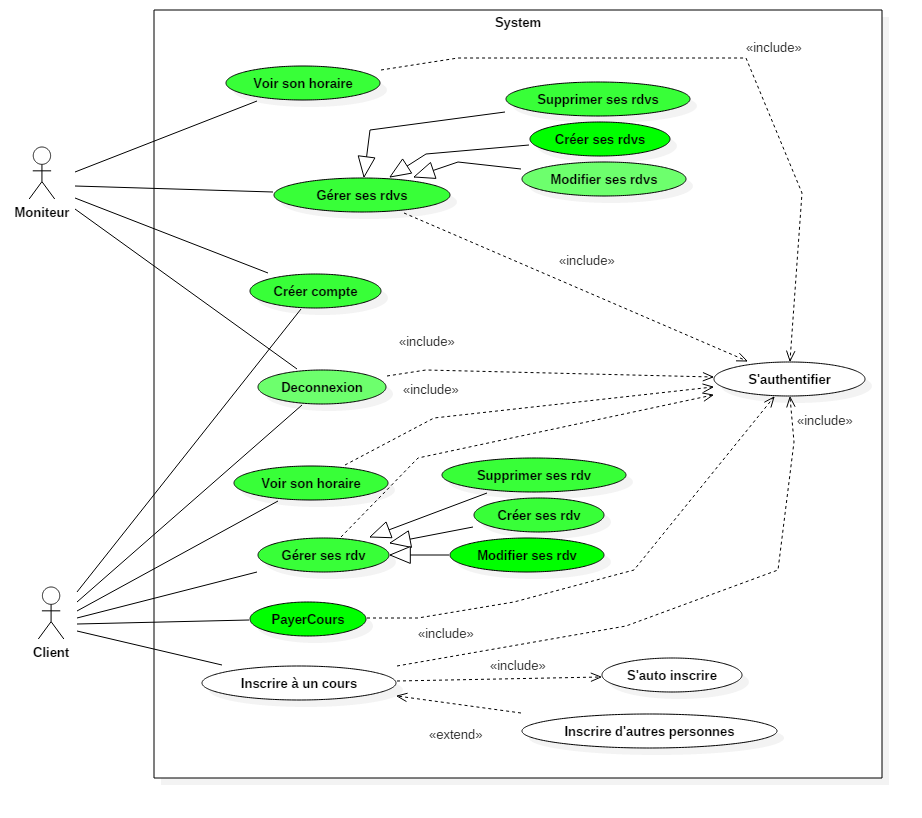 System
«include»
Voir son horaire
Supprimer ses rdvs
Créer ses rdvs
Modifier ses rdvs
Gérer ses rdvs
Moniteur
«include»
Créer compte
«include»
Deconnexion
«include»
S'authentifier
«include»
Voir son horaire
Supprimer ses rdv
Créer ses rdv
Gérer ses rdv
Modifier ses rdv
PayerCours
«include»
Client
Inscrire à un cours
«include»
S'auto inscrire
Inscrire d'autres personnes
«extend»